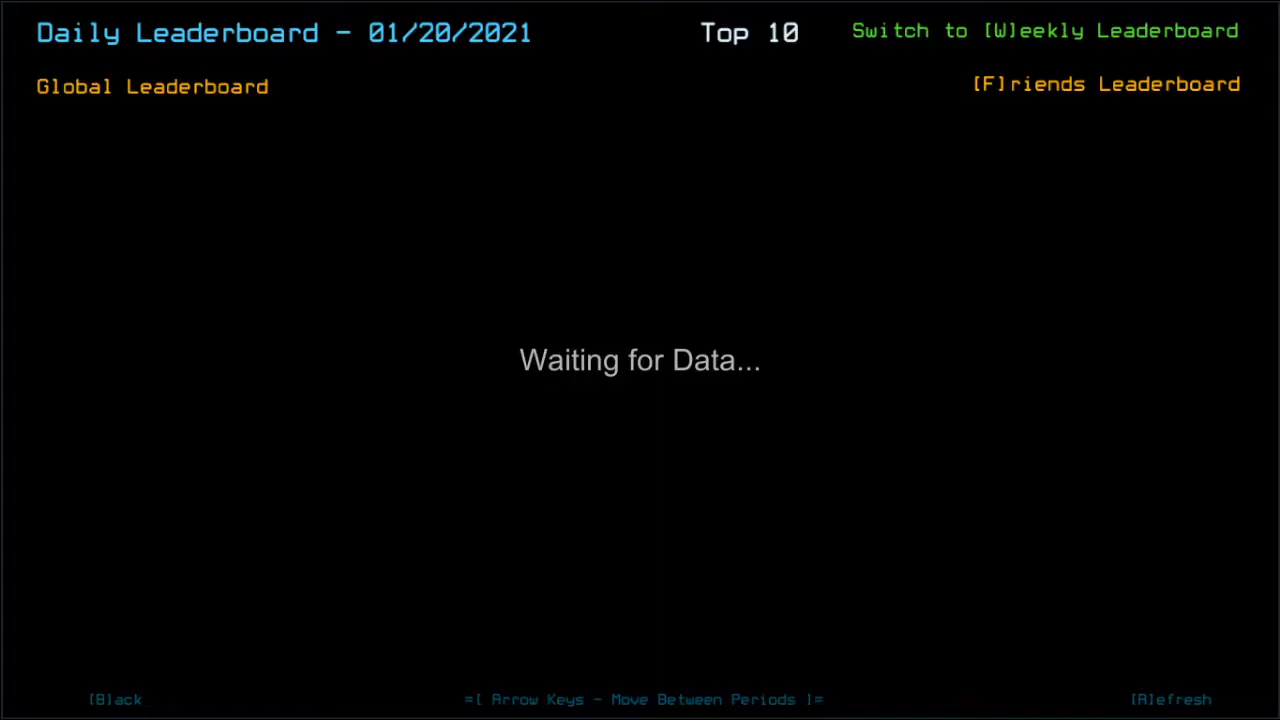 Daily Leaderboard - 01/20/2021
Top 10
Switch to [W]eekly Leaderboard
Global Leaderboard
[F]riends Leaderboard
Waiting for Data...
[B]ack
=[ Arrow Keys - Move Between Periods ]=
[R]efresh